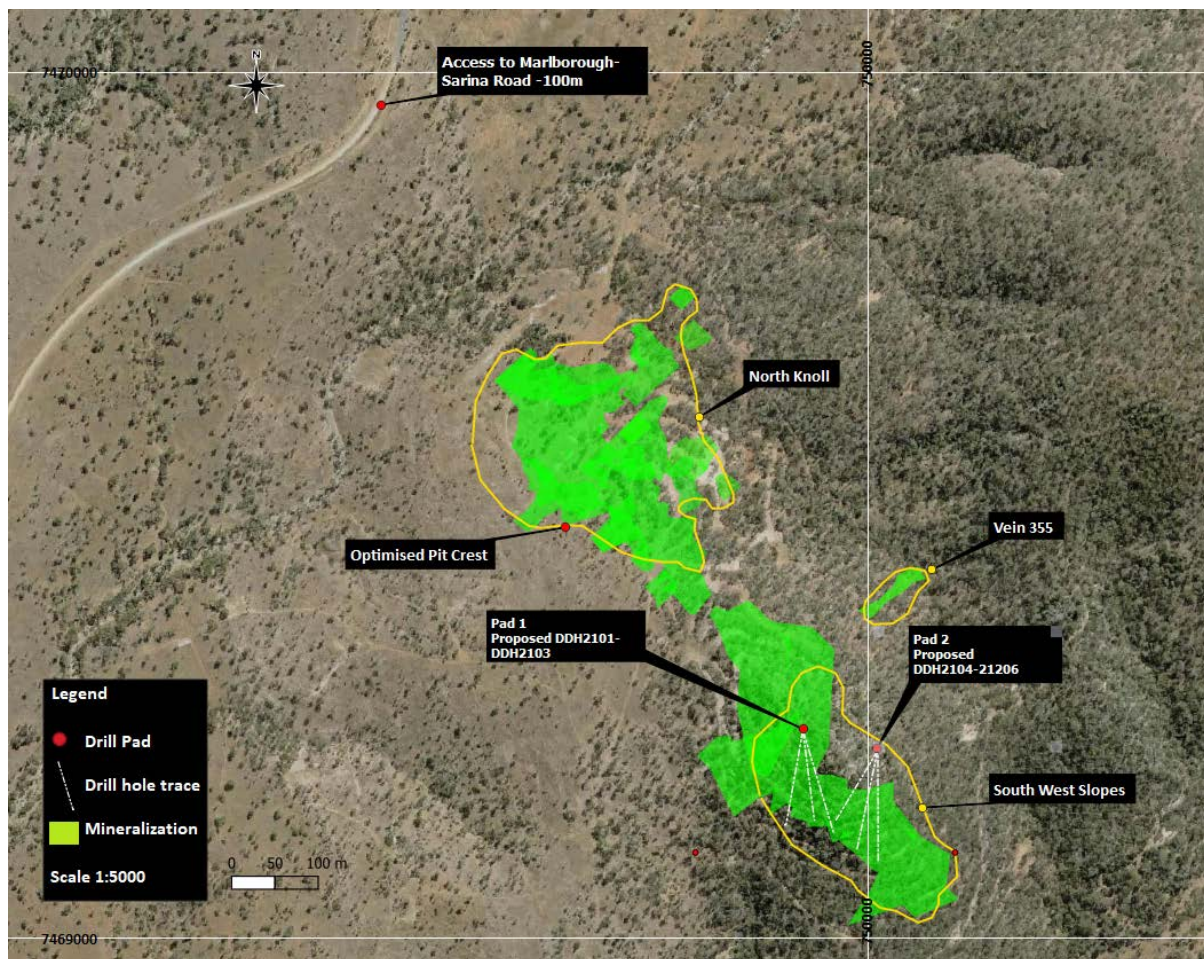 7470000
N
Access to Marlborough-
Sarina Road -100m
750000
North Knoll
Optimised Pit Crest
Vein 355
Pad 1
Proposed DDH2101-
DDH2103
Pad 2
Proposed
DDH2104-21206
South West Slopes
Legend
Drill Pad
Drill hole trace
Mineralization
Scale 1:5000
0 50 100 m
7469000
750000